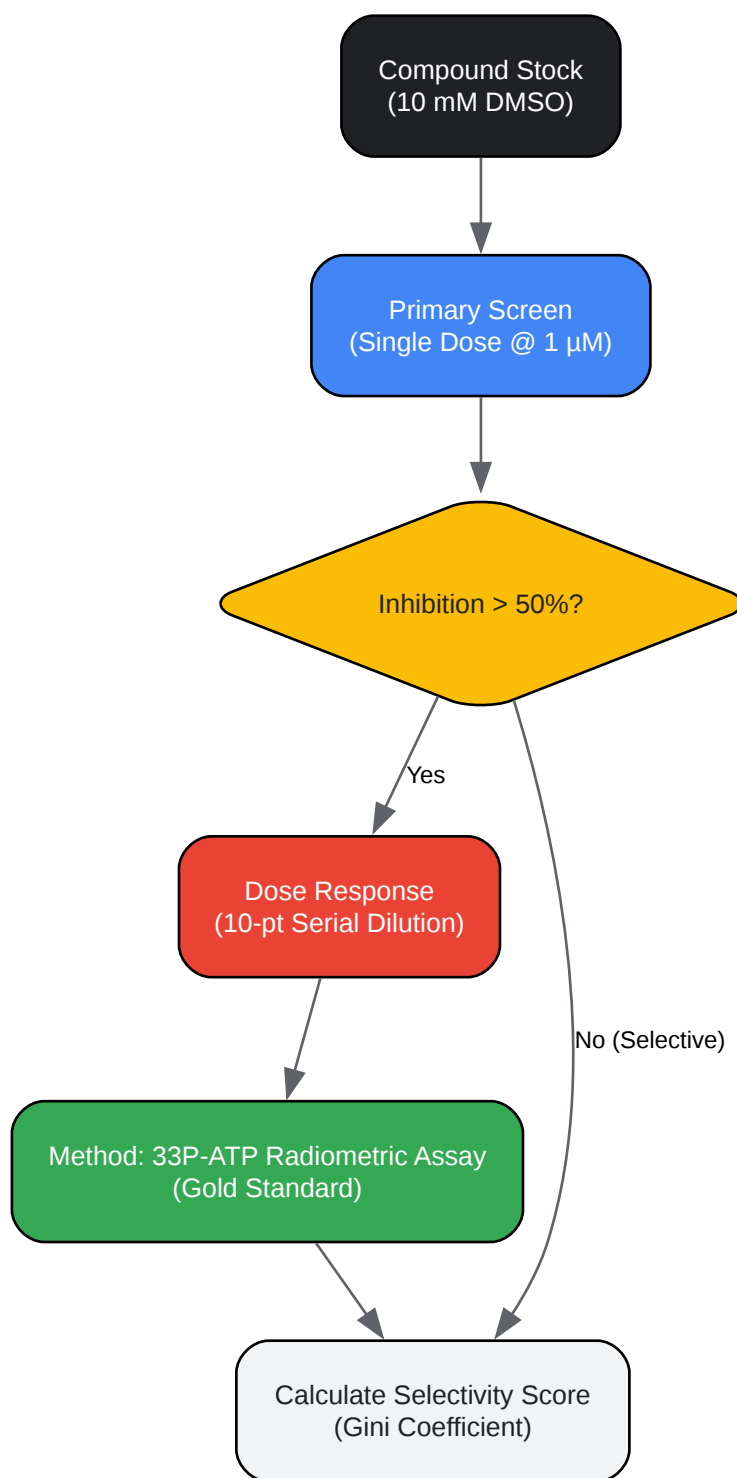 Compound Stock
(10 mM DMSO)
Primary Screen
(Single Dose @ 1 µM)
Inhibition > 50%?
Yes
Dose Response
(10-pt Serial Dilution)
No (Selective)
Method: 33P-ATP Radiometric Assay
(Gold Standard)
Calculate Selectivity Score
(Gini Coefficient)